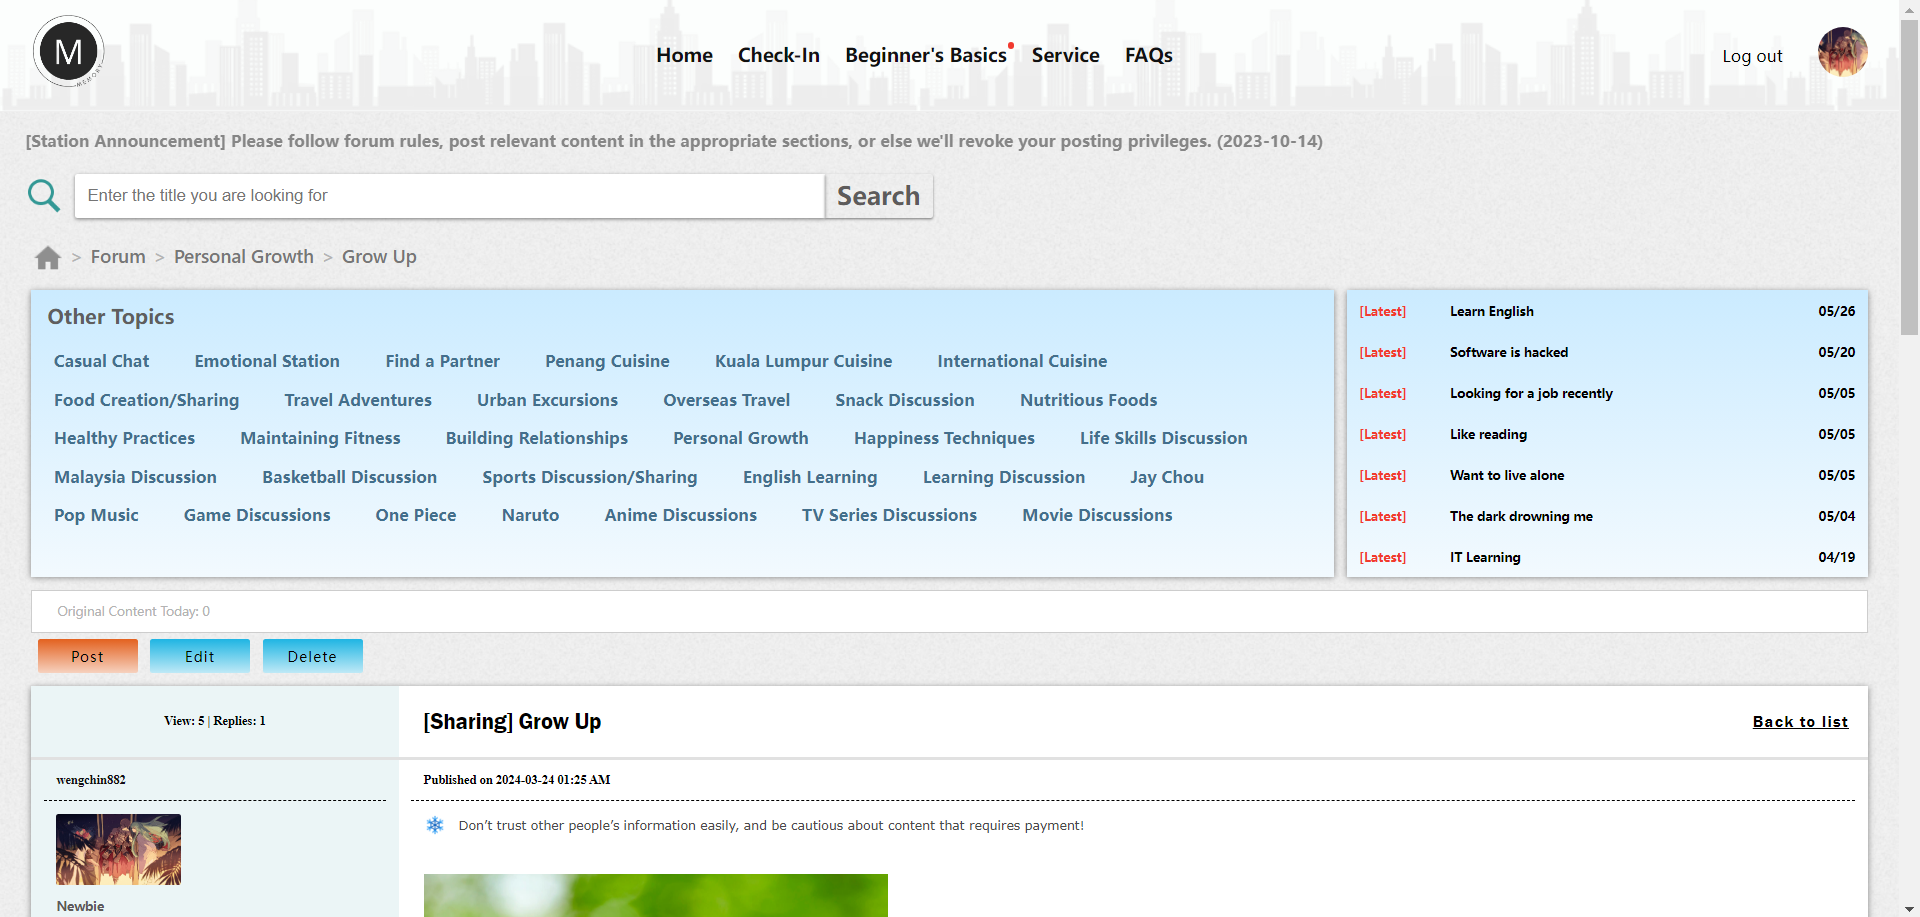 M
MEMORY
Home Check-In Beginner's Basics Service FAQs
Log out
[Station Announcement] Please follow forum rules, post relevant content in the appropriate sections, or else we'll revoke your posting privileges. (2023-10-14)
Enter the title you are looking for
Search
> Forum > Personal Growth > Grow Up
Other Topics
Casual Chat Emotional Station Find a Partner Penang Cuisine Kuala Lumpur Cuisine International Cuisine
Food Creation/Sharing Travel Adventures Urban Excursions Overseas Travel Snack Discussion Nutritious Foods
Healthy Practices Maintaining Fitness Building Relationships Personal Growth Happiness Techniques Life Skills Discussion
Malaysia Discussion Basketball Discussion Sports Discussion/Sharing English Learning Learning Discussion Jay Chou
Pop Music Game Discussions One Piece Naruto Anime Discussions TV Series Discussions Movie Discussions
[Latest] Learn English 05/26
[Latest] Software is hacked 05/20
[Latest] Looking for a job recently 05/05
[Latest] Like reading 05/05
[Latest] Want to live alone 05/05
[Latest] The dark drowning me 05/04
[Latest] IT Learning 04/19
Original Content Today: 0
Post Edit Delete
View: 5 | Replies: 1
[Sharing] Grow Up
Back to list
wengchin882
Published on 2024-03-24 01:25 AM
Don’t trust other people’s information easily, and be cautious about content that requires payment!
Newbie